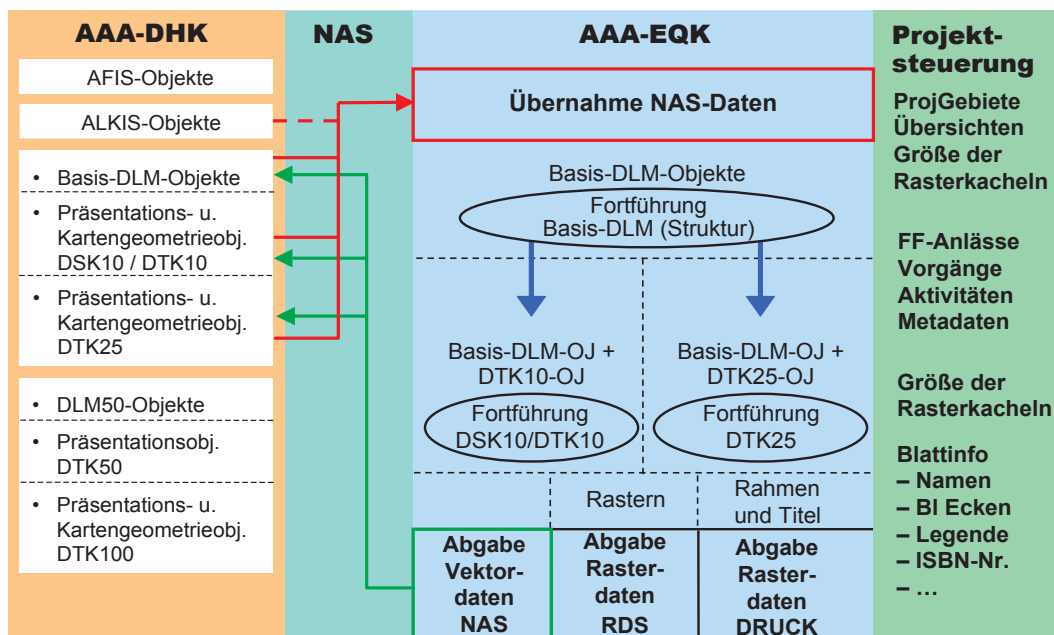 AAA-DHK
AFIS-Objekte
ALKIS-Objekte
• Basis-DLM-Objekte
• Präsentations- u.
Kartengeometrieobj.
DSK10 / DTK10
• Präsentations- u.
Kartengeometrieobj.
DTK25
• DLM50-Objekte
• Präsentationsobj.
DTK50
• Präsentations- u.
Kartengeometrieobj.
DTK100
NAS
AAA-EQK
Übernahme NAS-Daten
Basis-DLM-Objekte
Fortführung
Basis-DLM (Struktur)
Basis-DLM-OJ +
DTK10-OJ
Fortführung
DSK10/DTK10
Basis-DLM-OJ +
DTK25-OJ
Fortführung
DTK25
Rastern
Rahmen
und Titel
Abgabe
Vektor-
daten
NAS
Abgabe
Raster-
daten
RDS
Abgabe
Raster-
daten
DRUCK
Projekt-
steuerung
ProjGebiete
Übersichten
Größe der
Rasterkacheln
FF-Anlässe
Vorgänge
Aktivitäten
Metadaten
Größe der
Rasterkacheln
Blattinfo
– Namen
– Bl Ecken
– Legende
– ISBN-Nr.
– …